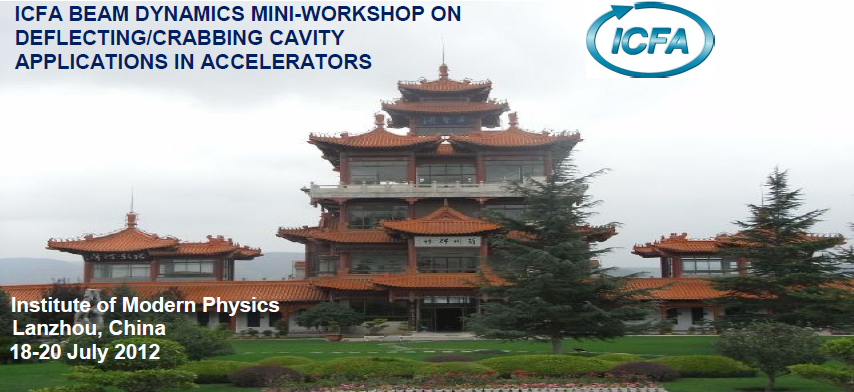 ICFA BEAM DYNAMICS MINI-WORKSHOP ON
DEFLECTING/CRABBING CAVITY
APPLICATIONS IN ACCELERATORS
ICFA
Institute of Modern Physics
Lanzhou, China
18-20 July 2012